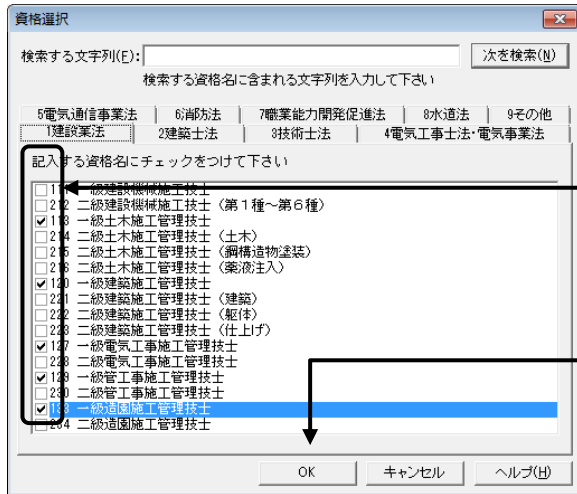 資格選択
検索する文字列(F):
次を検索(N)
検索する資格名に含まれる文字列を入力して下さい
5電気通信事業法 6消防法 7職業能力開発促進法 8水道法 9その他
1建設業法 2建築士法 3技術士法 4電気工事士法・電気事業法
記入する資格名にチェックをつけて下さい
111 一級建設機械施工技士
212 二級建設機械施工技士(第1種~第6種)
113 一級土木施工管理技士
214 二級土木施工管理技士(土木)
215 二級土木施工管理技士(鋼構造物塗装)
216 二級土木施工管理技士(薬液注入)
120 一級建築施工管理技士
221 二級建築施工管理技士(建築)
222 二級建築施工管理技士(躯体)
223 二級建築施工管理技士(仕上げ)
127 一級電気工事施工管理技士
228 二級電気工事施工管理技士
129 一級管工事施工管理技士
230 二級管工事施工管理技士
133 一級造園施工管理技士
234 二級造園施工管理技士
OK キャンセル ヘルプ(H)